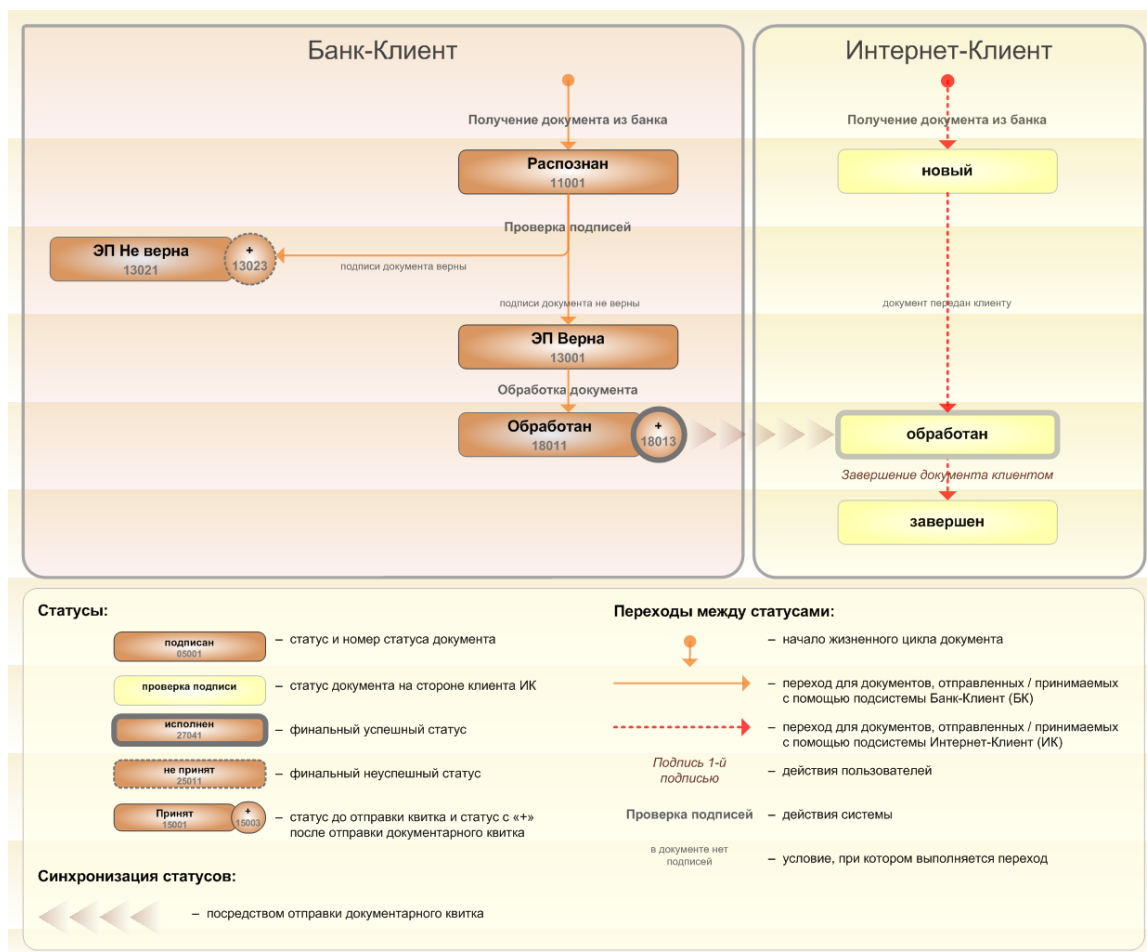 Банк-Клиент
Интернет-Клиент
Получение документа из банка
Получение документа из банка
Распознан
11001
новый
Проверка подписей
ЭП Не верна
13021
+
13023
подписи документа верны
подписи документа не верны
документ передан клиенту
ЭП Верна
13001
Обработка документа
Обработан
18011
+
18013
обработан
Завершение документа клиентом
завершен
Статусы:
подписан
05001
– статус и номер статуса документа
проверка подписи
– статус документа на стороне клиента ИК
исполнен
27041
– финальный успешный статус
не принят
25011
– финальный неуспешный статус
Принят
15001
+
15003
– статус до отправки квитка и статус с «+»
после отправки документарного квитка
Синхронизация статусов:
– посредством отправки документарного квитка
Переходы между статусами:
– начало жизненного цикла документа
– переход для документов, отправленных / принимаемых
с помощью подсистемы Банк-Клиент (БК)
– переход для документов, отправленных / принимаемых
с помощью подсистемы Интернет-Клиент (ИК)
Подпись 1-й
подписью
– действия пользователей
Проверка подписей
– действия системы
в документе нет
подписей
– условие, при котором выполняется переход